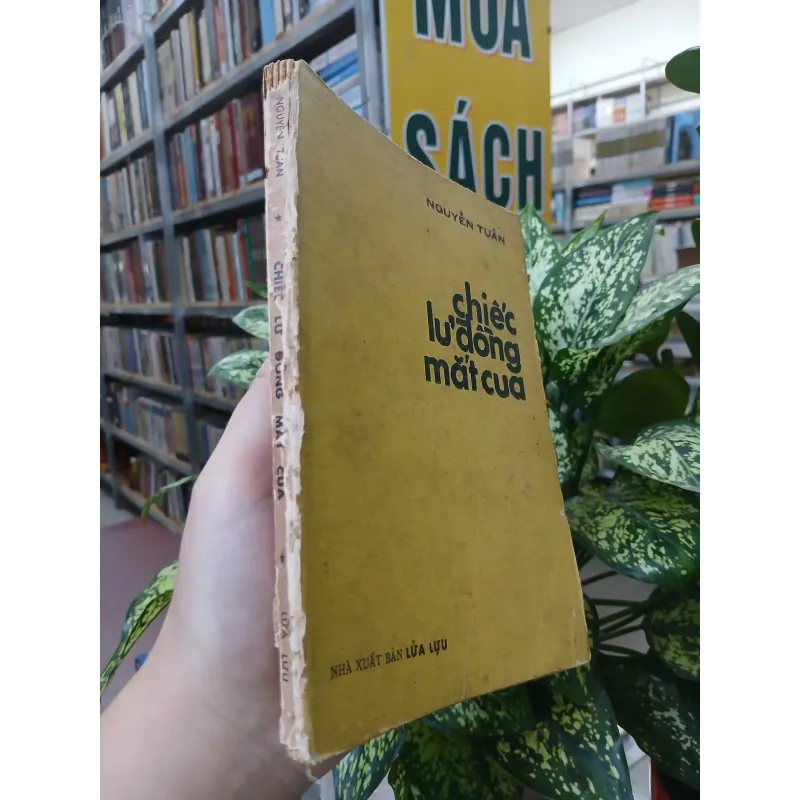 MUA
SÁCH
NGUYỄN TUÂN
chiếc
lư đồng
mắt cua
NHÀ XUẤT BẢN LỬA LỰU
NGUYỄN TUÂN * CHIẾC LƯ ĐỒNG MẮT CUA * LỬA LỰU